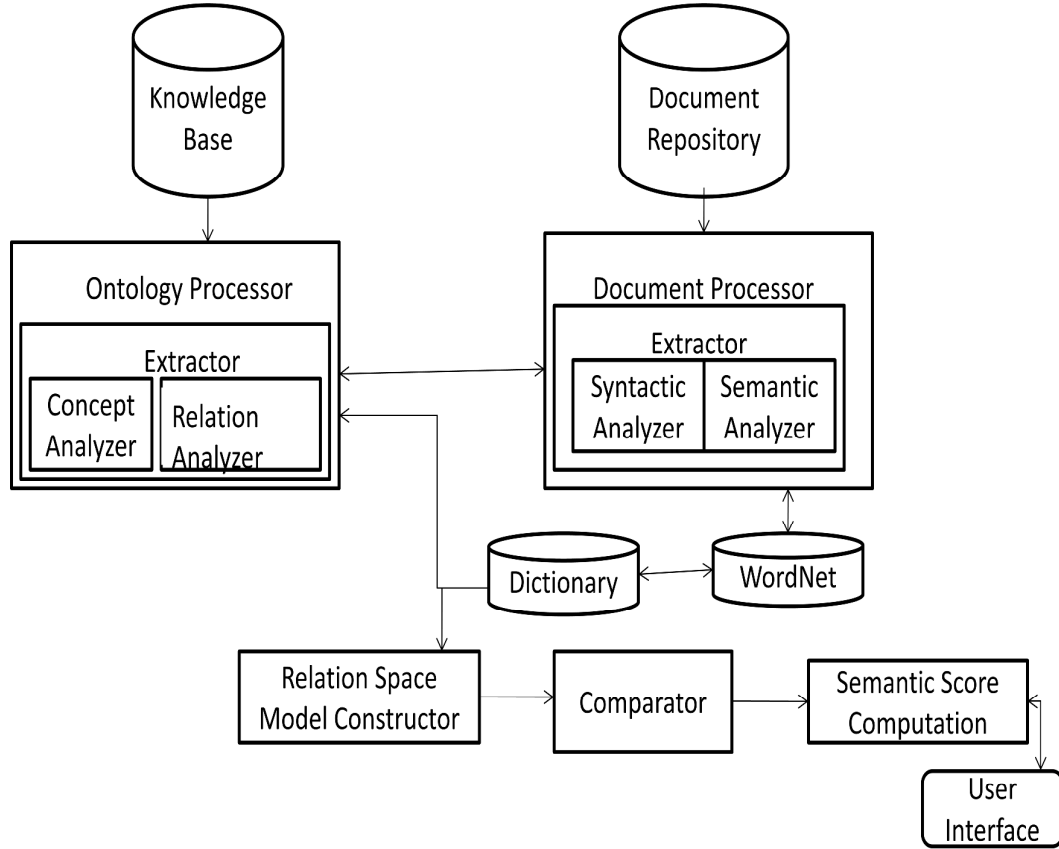 Knowledge
Base
Document
Repository
Ontology Processor
Extractor
Concept
Analyzer
Relation
Analyzer
Document Processor
Extractor
Syntactic
Analyzer
Semantic
Analyzer
Dictionary
WordNet
Relation Space
Model Constructor
Comparator
Semantic Score
Computation
User
Interface